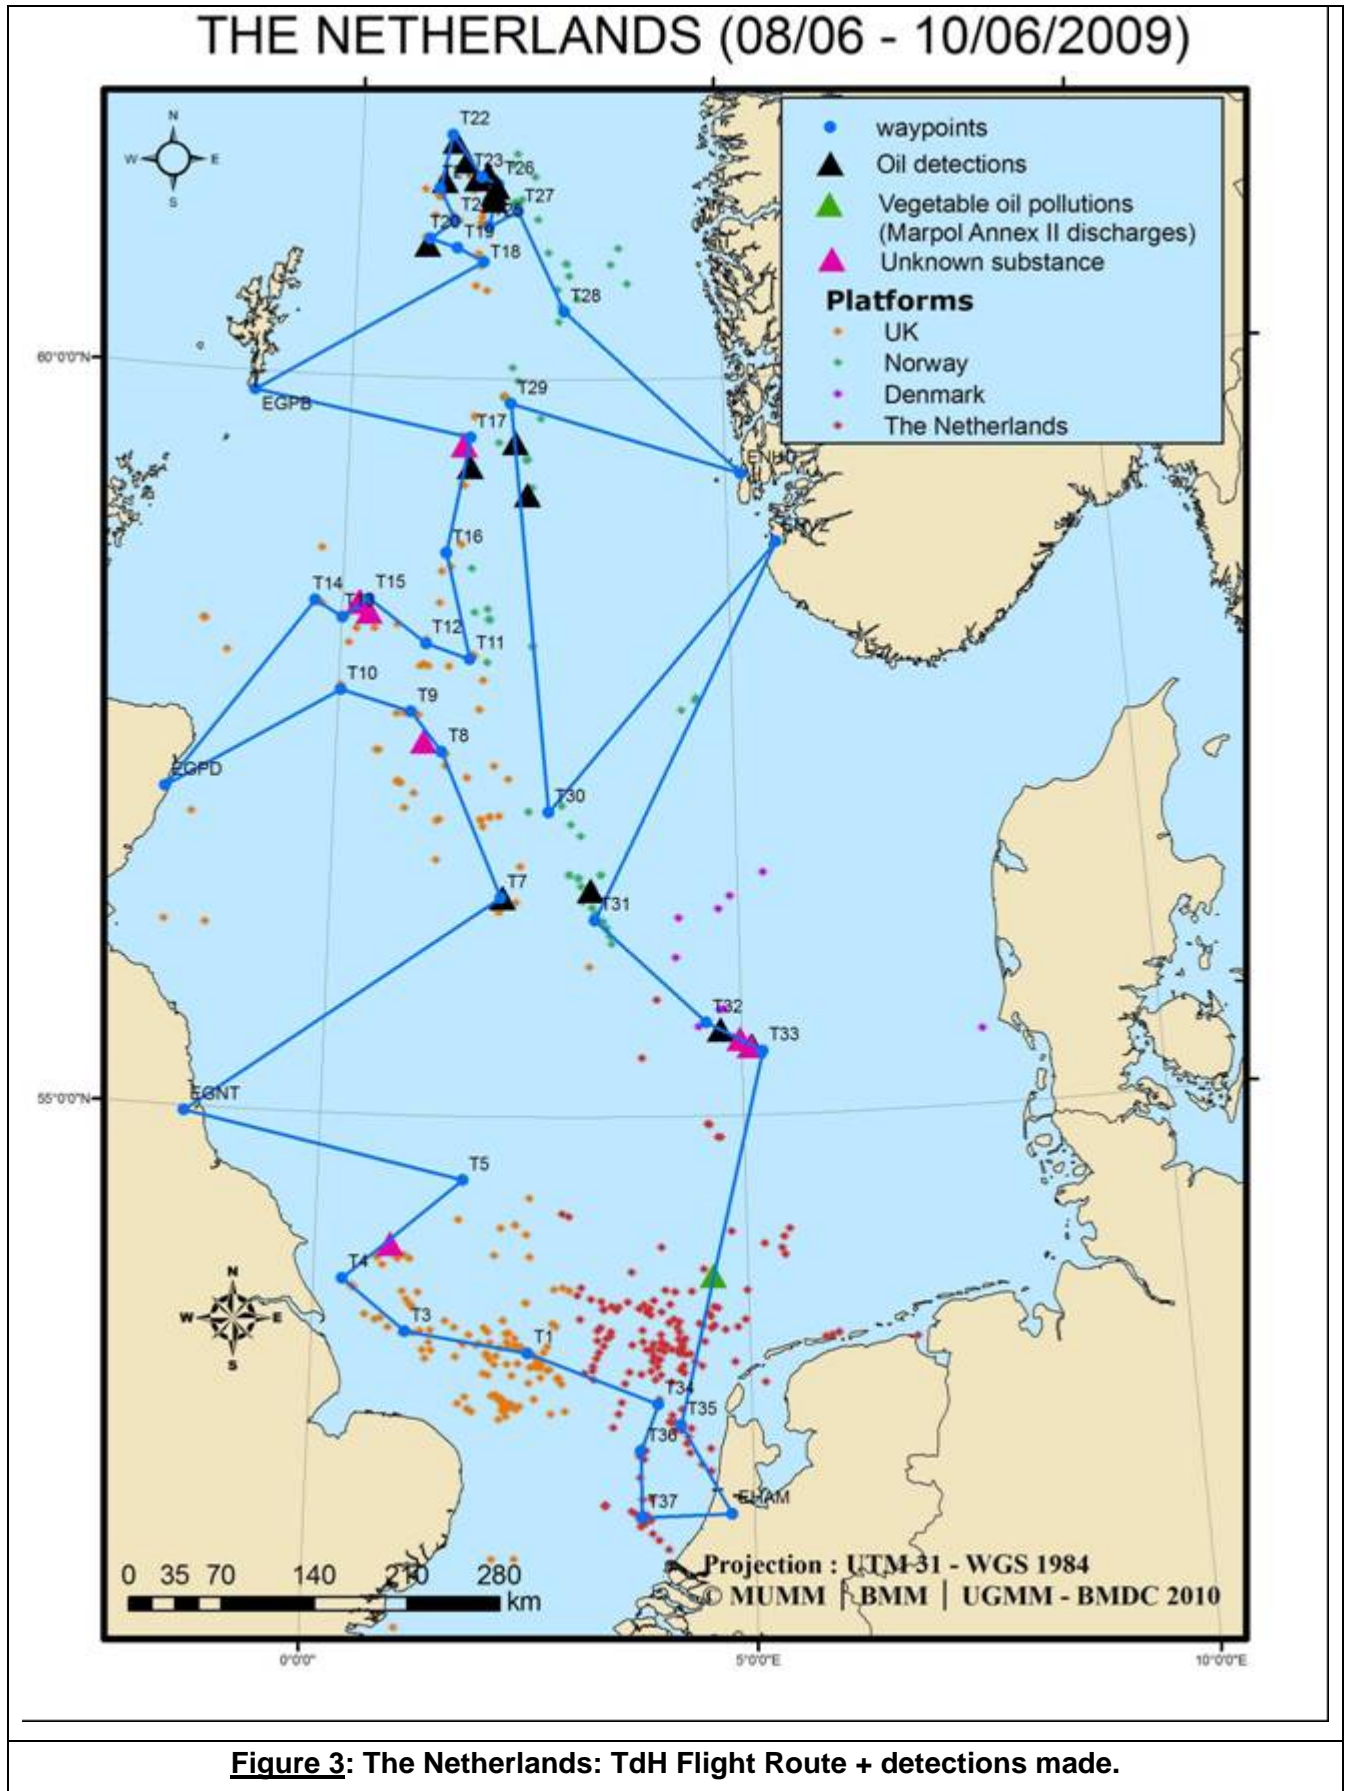 THE NETHERLANDS (08/06 - 10/06/2009)
N
W E
S
waypoints
Oil detections
Vegetable oil pollutions
(Marpol Annex II discharges)
Unknown substance
Platforms
UK
Norway
Denmark
The Netherlands
T22
T23
T26
T27
T20
T19
T18
T28
60°0'0"N
EGPB
T29
T17
T16
T14
T15
T13
T12
T11
T10
T9
T8
EGPD
T30
T7
T31
T32
T33
55°0'0"N
EGNT
T5
T4
T3
T1
T34
T35
T36
T37
EHAM
N
W E
S
0 35 70 140 210 280
km
Projection : UTM 31 - WGS 1984
© MUMM | BMM | UGMM - BMDC 2010
0°0'0" 5°0'0"E 10°0'0"E
Figure 3: The Netherlands: TdH Flight Route + detections made.